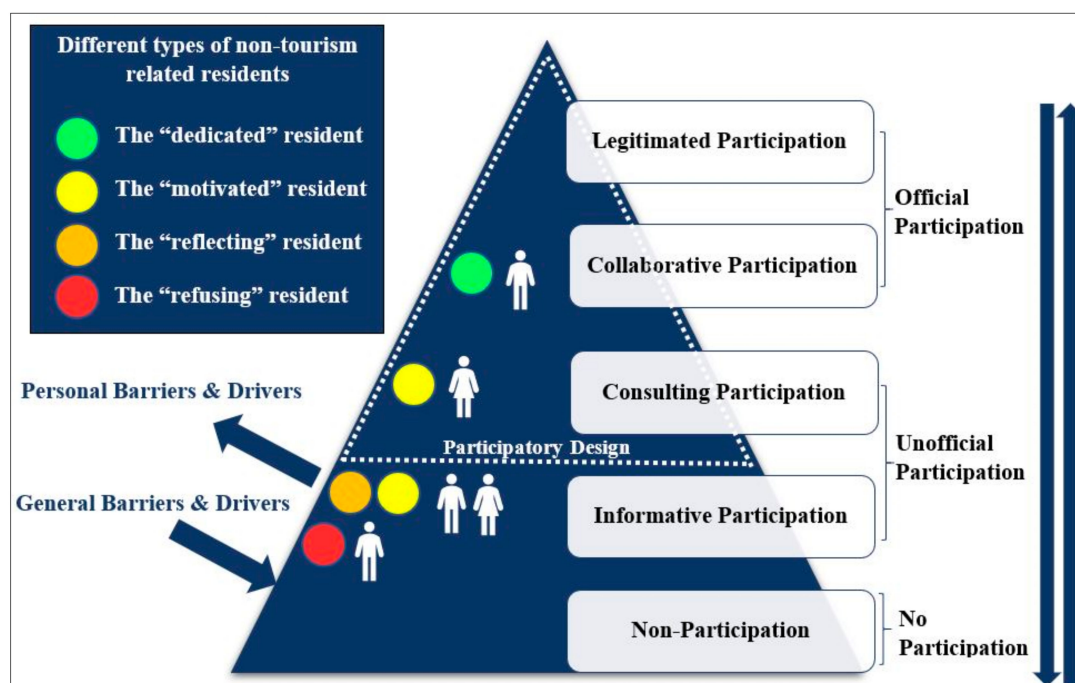 Different types of non-tourism
related residents
The “dedicated” resident
The “motivated” resident
The “reflecting” resident
The “refusing” resident
Legitimated Participation
Collaborative Participation
Official
Participation
Consulting Participation
Participatory Design
Informative Participation
Unofficial
Participation
Non-Participation
No
Participation
Personal Barriers & Drivers
General Barriers & Drivers